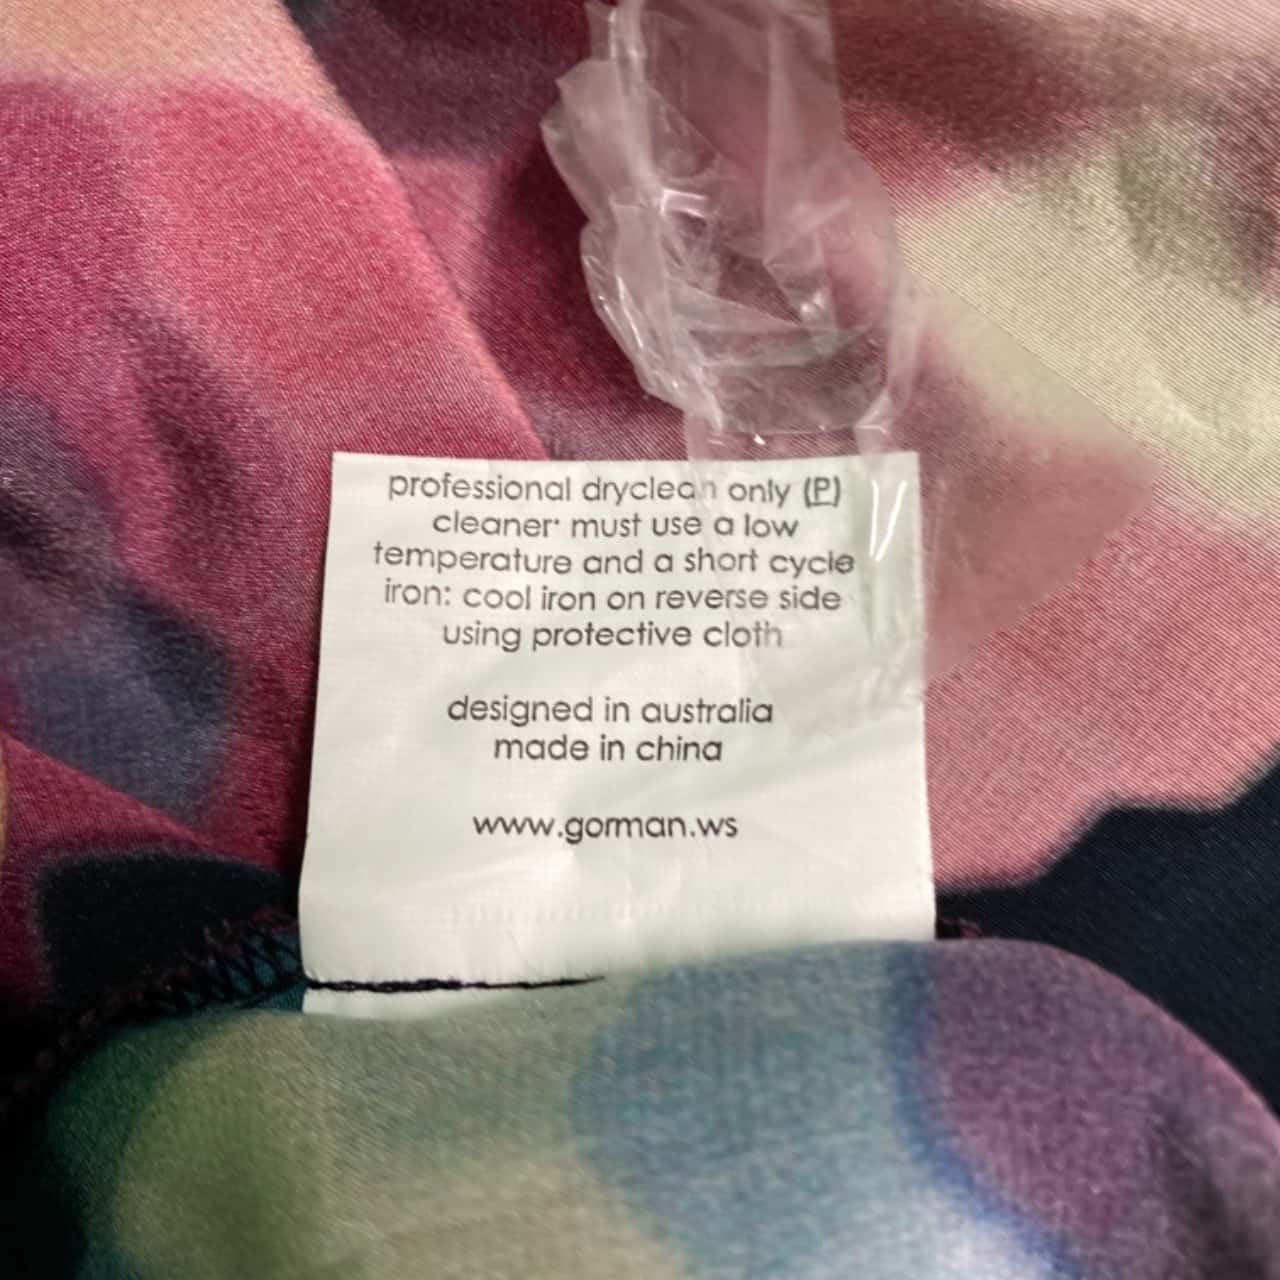 professional dryclean only (P)
cleaner must use a low
temperature and a short cycle
iron: cool iron on reverse side
using protective cloth
designed in australia
made in china
www.gorman.ws